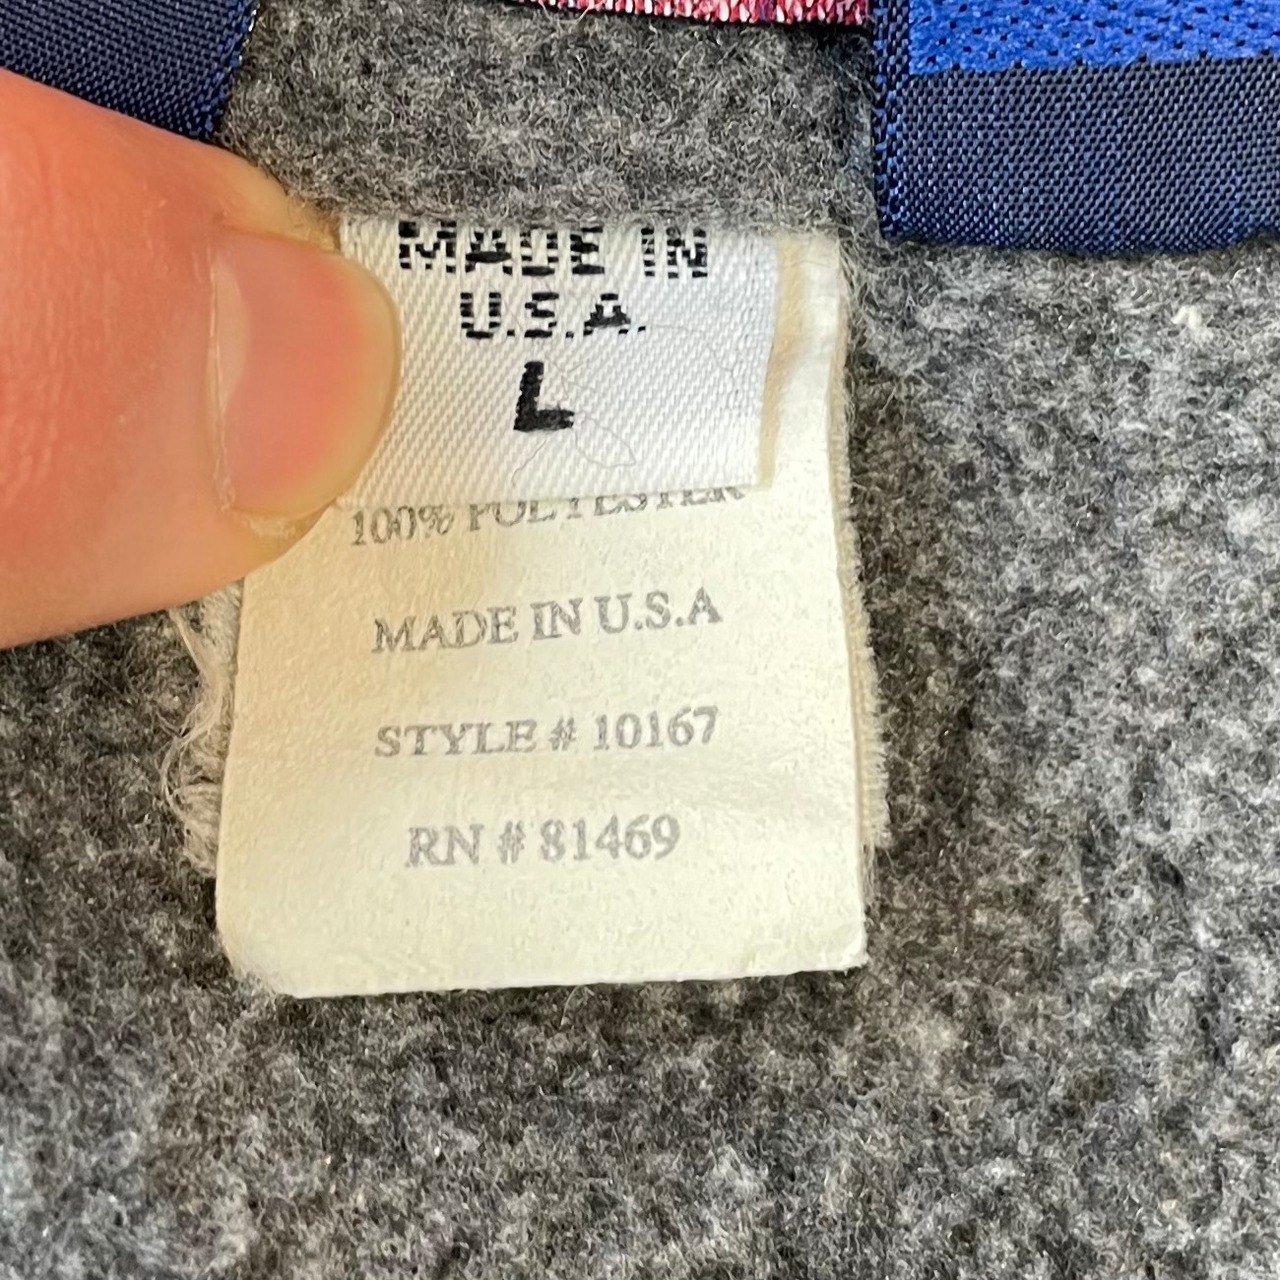 MADE IN
U.S.A.
L
100% POLYESTER
MADE IN U.S.A
STYLE # 10167
RN # 81469